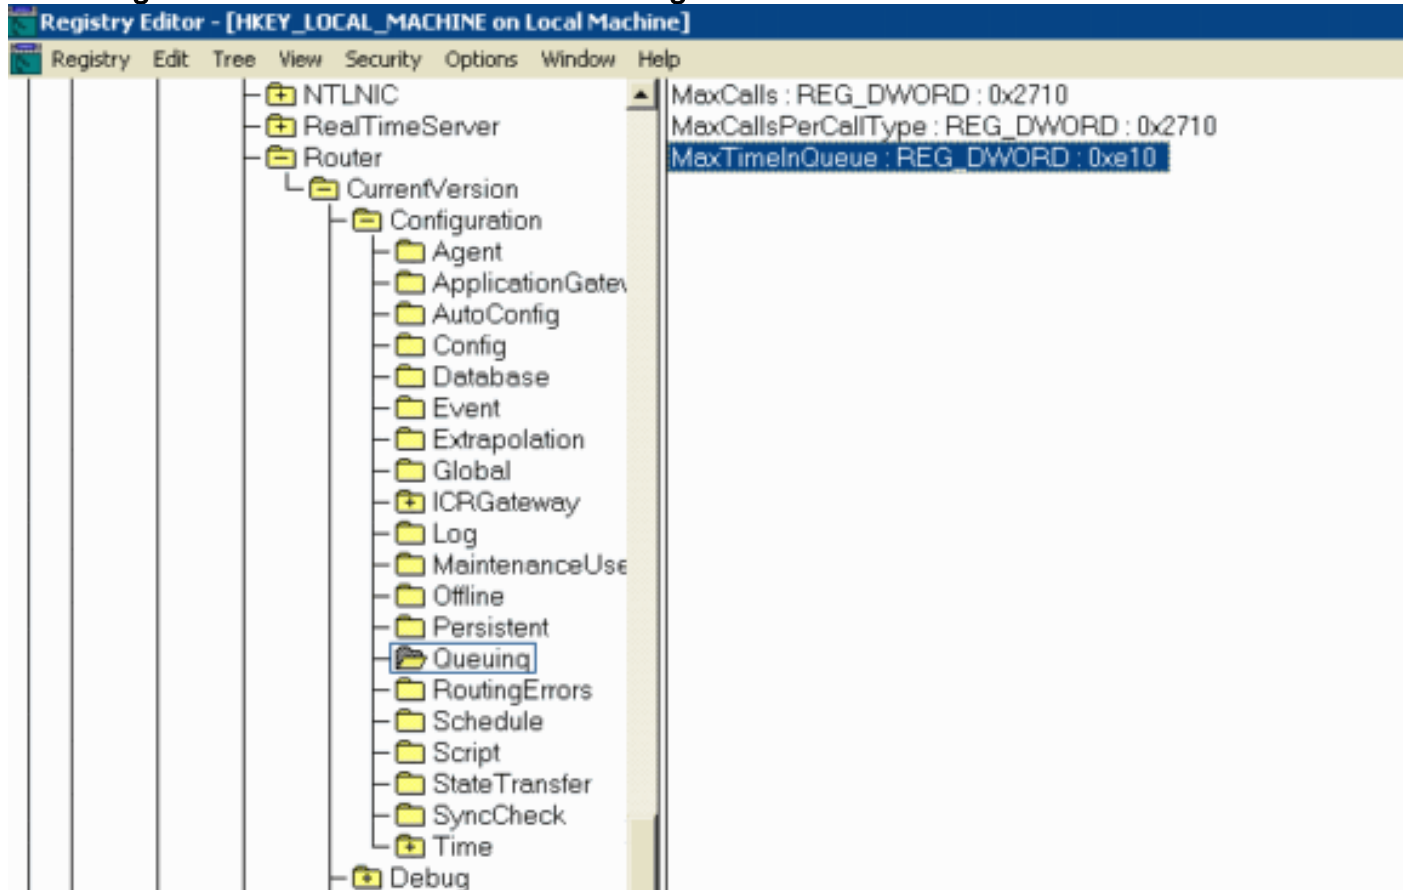 Registry Editor - [HKEY_LOCAL_MACHINE on Local Machine]
Registry Edit Tree View Security Options Window Help
NTLNIC
RealTimeServer
Router
CurrentVersion
Configuration
Agent
ApplicationGatew
AutoConfig
Config
Database
Event
Extrapolation
Global
ICRGateway
Log
MaintenanceUse
Offline
Persistent
Queuing
RoutingErrors
Schedule
Script
StateTransfer
SyncCheck
Time
Debug
MaxCalls : REG_DWORD : 0x2710
MaxCallsPerCallType : REG_DWORD : 0x2710
MaxTimeInQueue : REG_DWORD : 0xe10